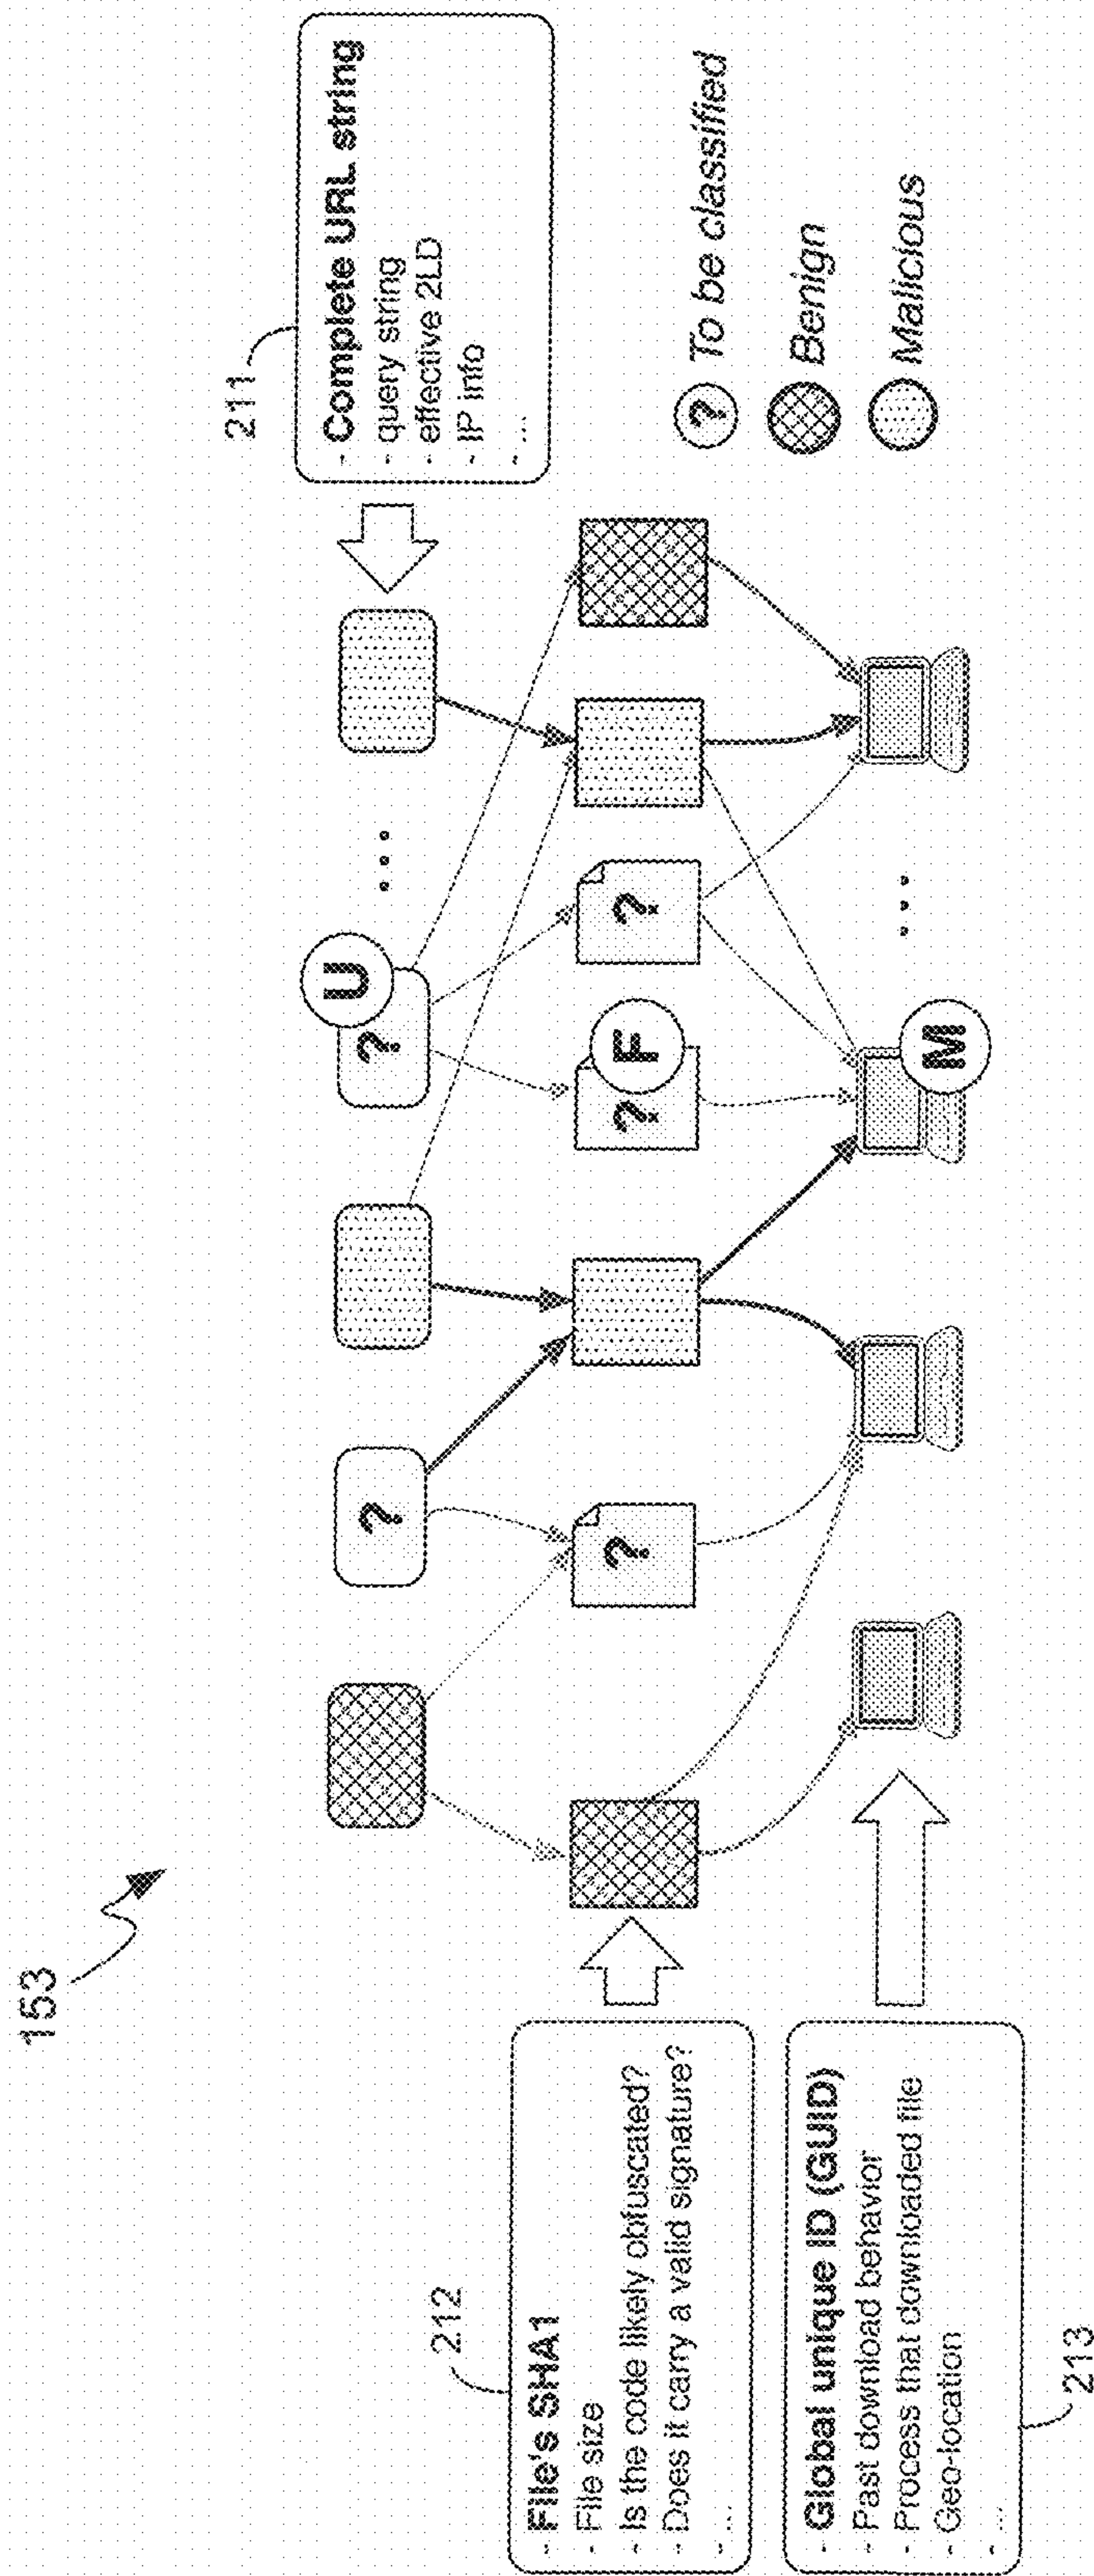 153
211
- Complete URL string
- query string
- effective 2LD
- IP info
- ...
U
?
?
...
212
- File's SHA1
- File size
- Is the code likely obfuscated?
- Does it carry a valid signature?
- ...
?
?
F
?
? To be classified
Benign
Malicious
- Global unique ID (GUID)
- Past download behavior
- Process that downloaded file
- Geo-location
- ...
213
M
...